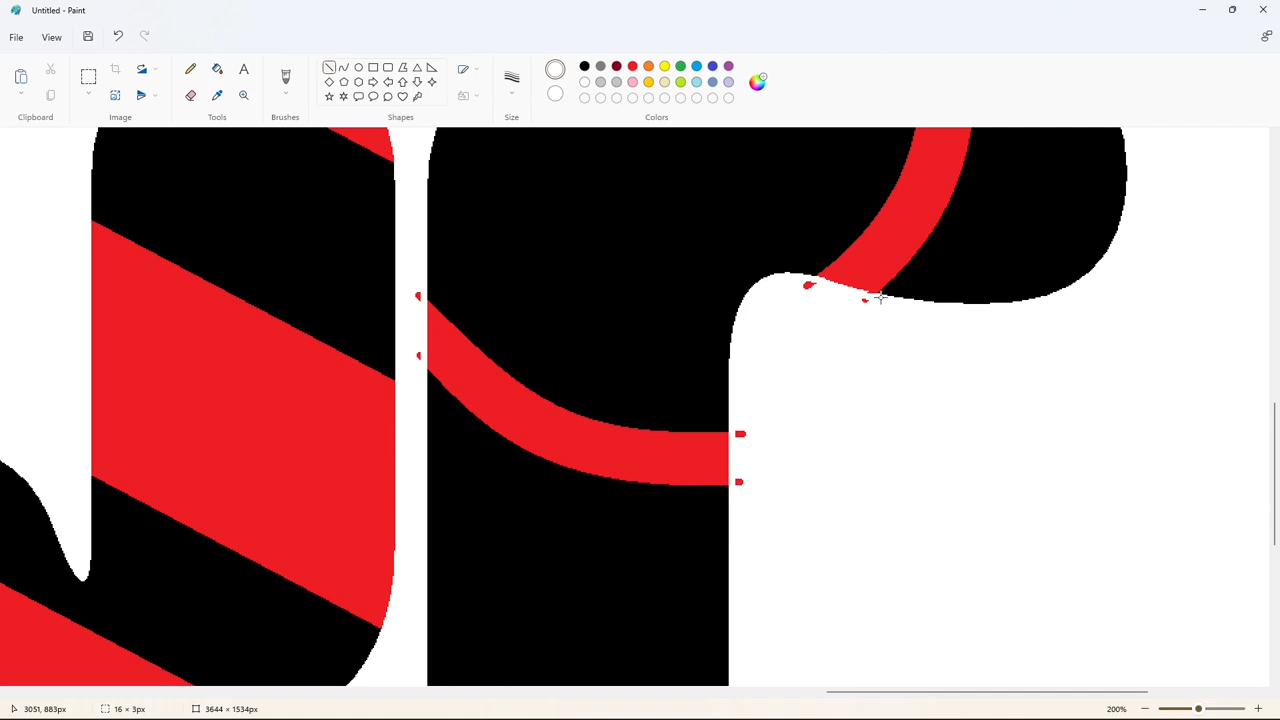 Untitled - Paint
File View
Clipboard Image Tools Brushes Shapes Size Colors
3051, 883px 16 × 3px 3644 × 1534px 200%